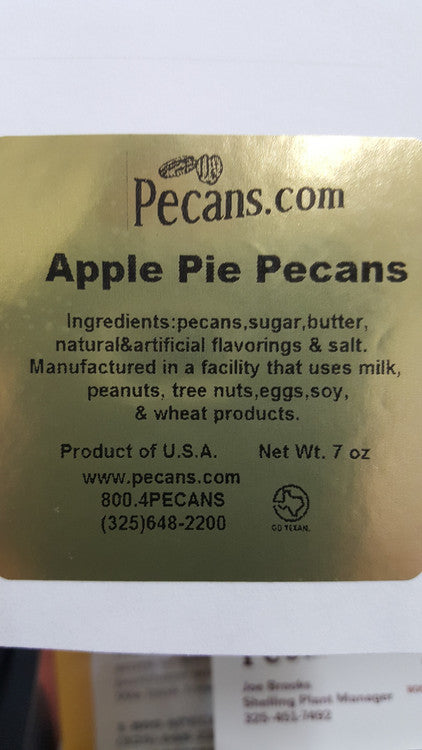 Pecans.com
Apple Pie Pecans
Ingredients:pecans,sugar,butter,
natural&artificial flavorings & salt.
Manufactured in a facility that uses milk,
peanuts, tree nuts,eggs,soy,
& wheat products.
Product of U.S.A. Net Wt. 7 oz
www.pecans.com
800.4PECANS
(325)648-2200
GO TEXAN.
Joe Brooks
Shelling Plant Manager